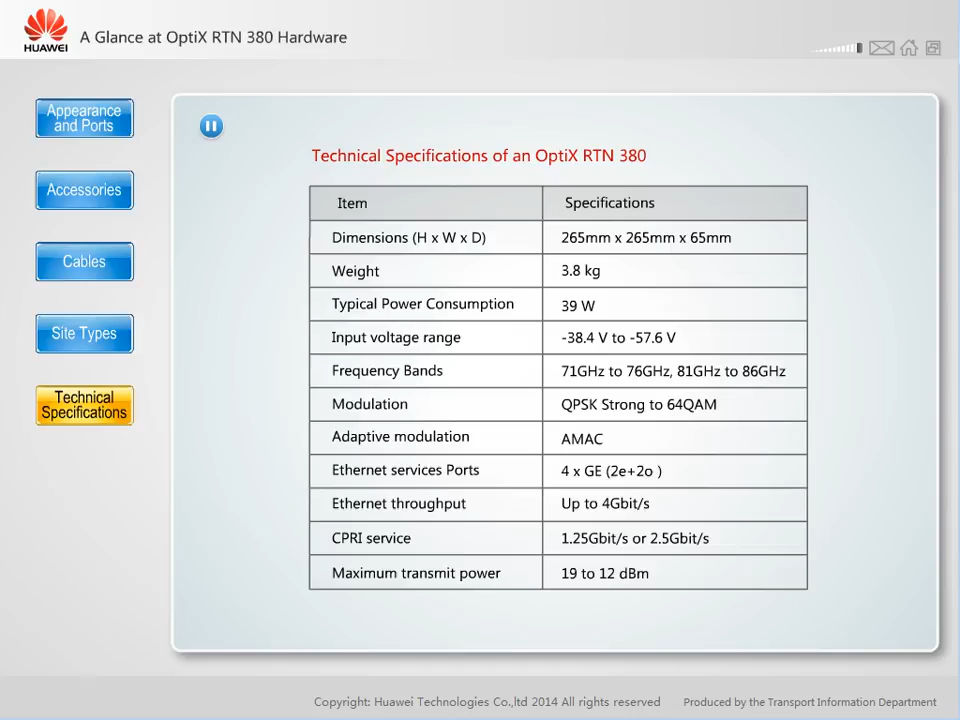 HUAWEI
A Glance at OptiX RTN 380 Hardware
Appearance
and Ports
Accessories
Cables
Site Types
Technical
Specifications
Technical Specifications of an OptiX RTN 380
Item Specifications
Dimensions (H x W x D) 265mm x 265mm x 65mm
Weight 3.8 kg
Typical Power Consumption 39 W
Input voltage range -38.4 V to -57.6 V
Frequency Bands 71GHz to 76GHz, 81GHz to 86GHz
Modulation QPSK Strong to 64QAM
Adaptive modulation AMAC
Ethernet services Ports 4 x GE (2e+2o )
Ethernet throughput Up to 4Gbit/s
CPRI service 1.25Gbit/s or 2.5Gbit/s
Maximum transmit power 19 to 12 dBm
Copyright: Huawei Technologies Co.,ltd 2014 All rights reserved Produced by the Transport Information Department